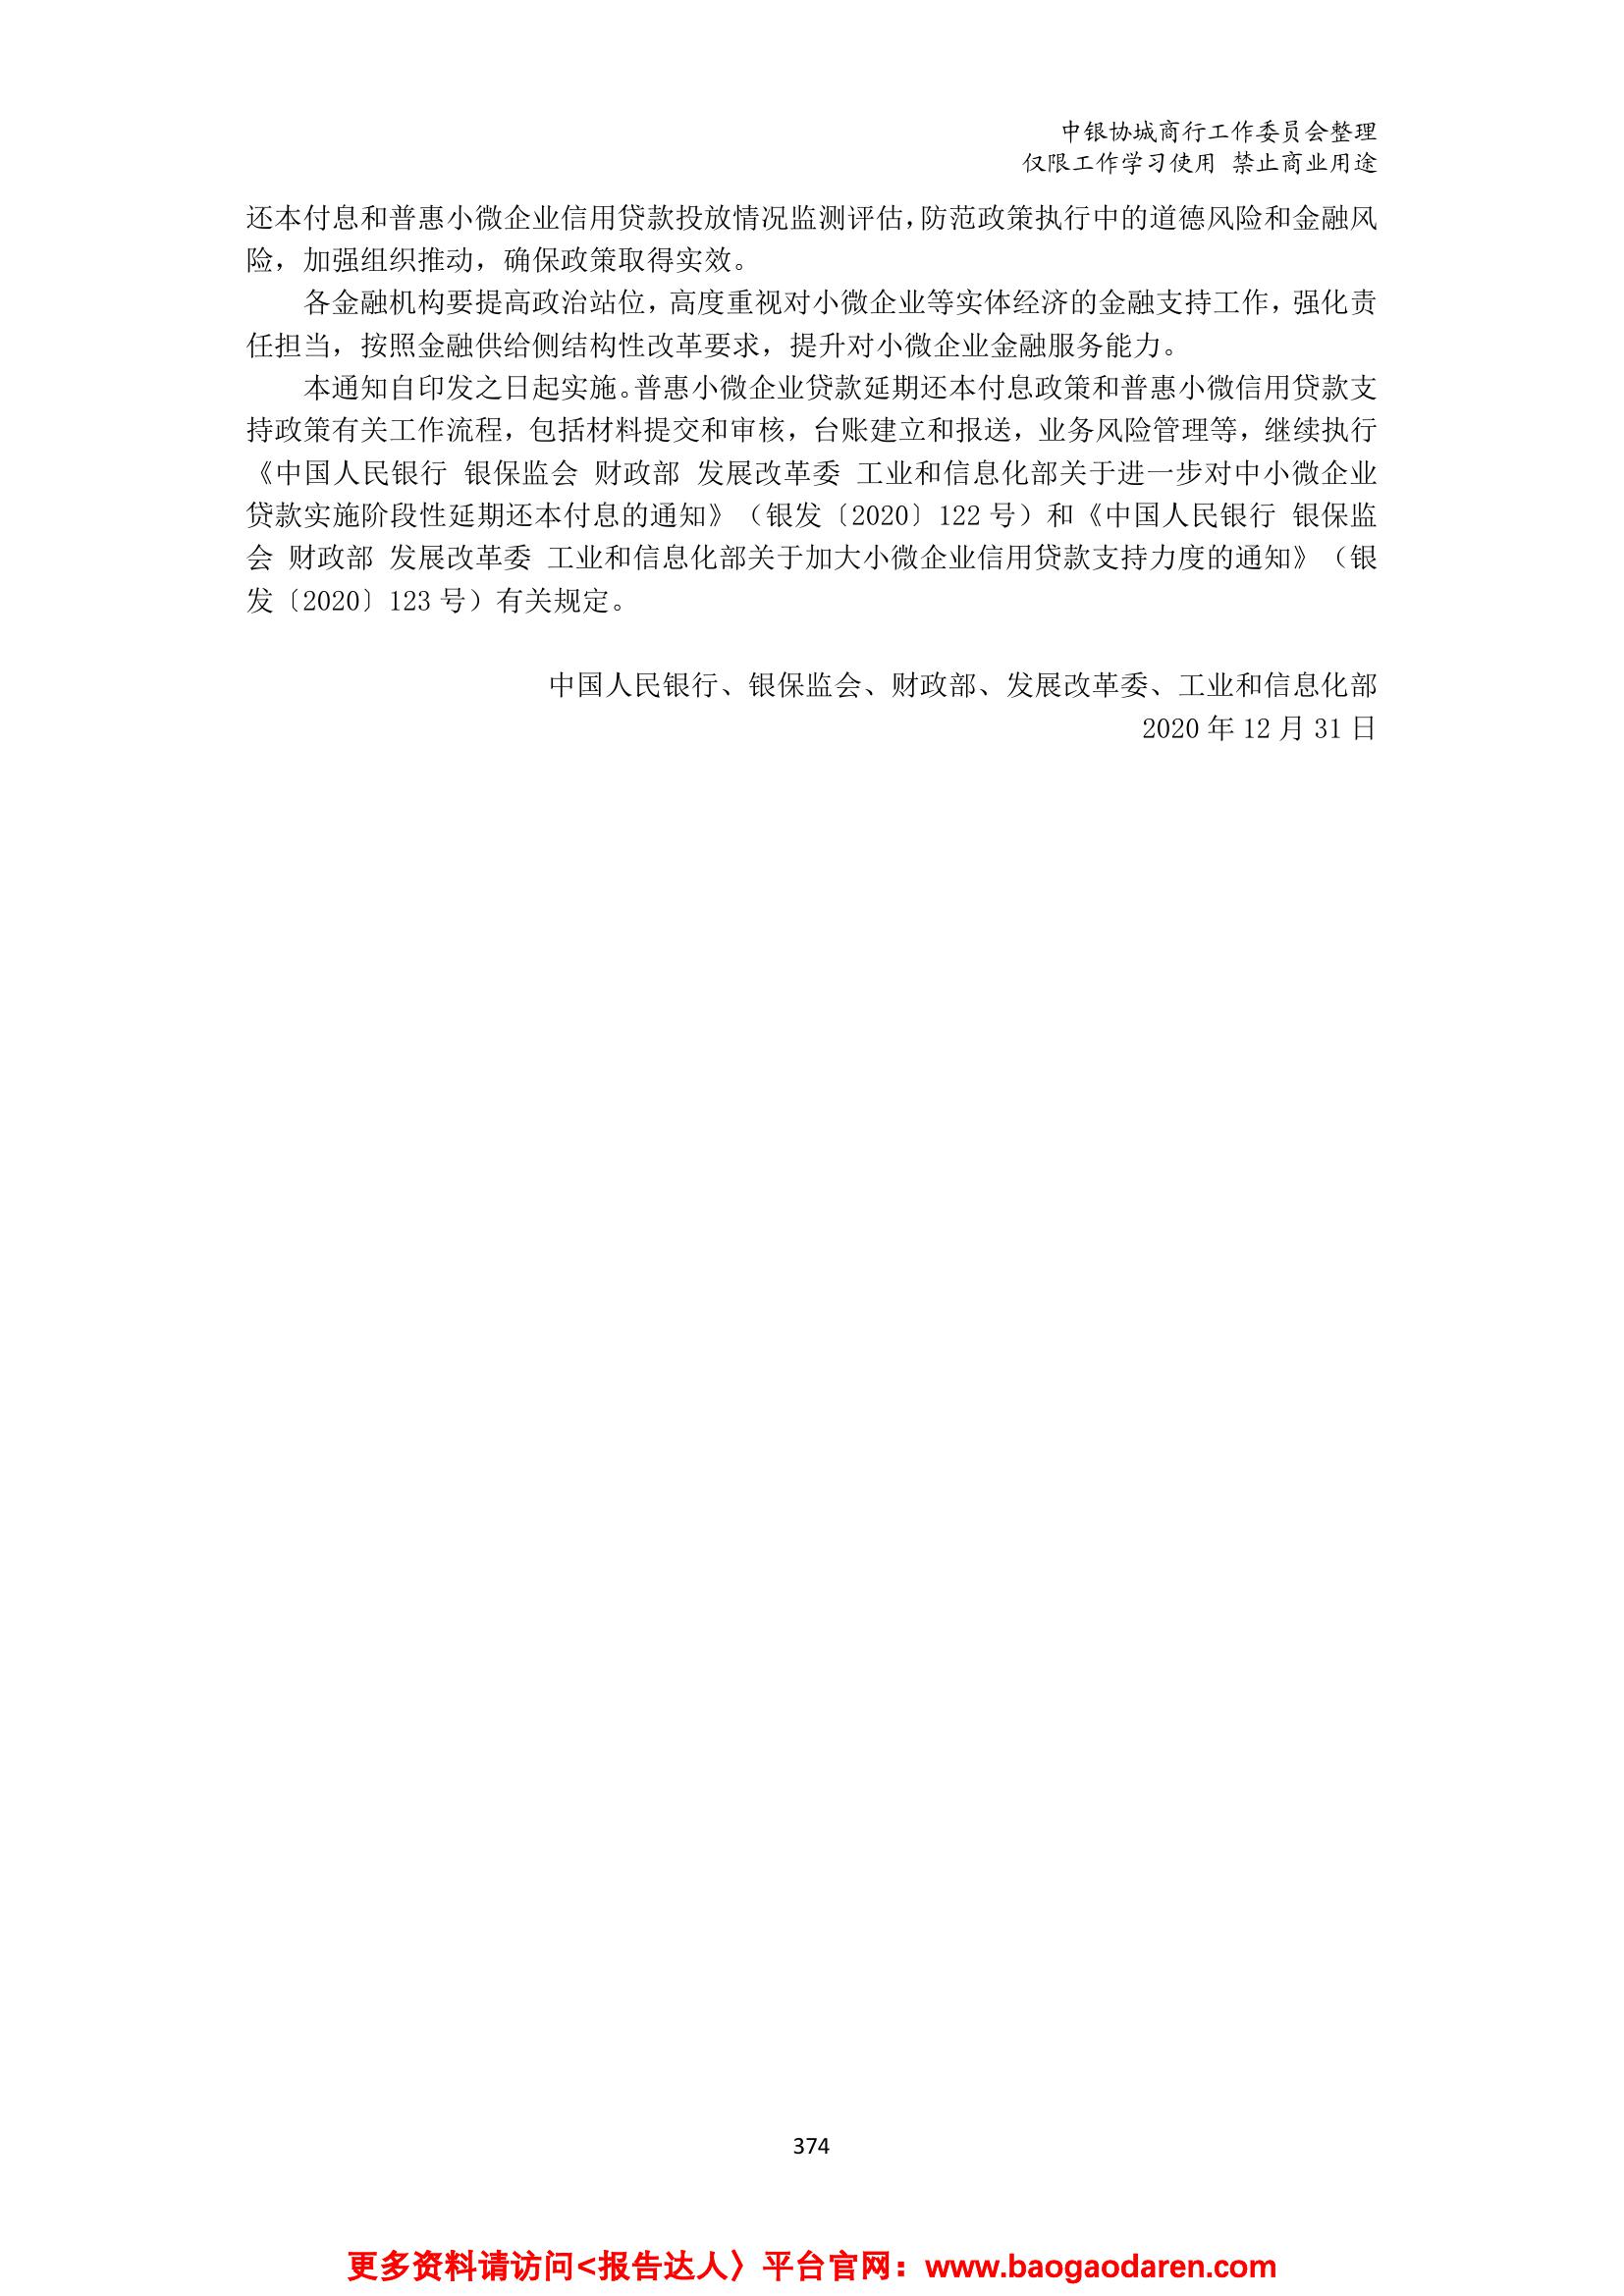 中银协城商行工作委员会整理
仅限工作学习使用 禁止商业用途
还本付息和普惠小微企业信用贷款投放情况监测评估，防范政策执行中的道德风险和金融风
险，加强组织推动，确保政策取得实效。
各金融机构要提高政治站位，高度重视对小微企业等实体经济的金融支持工作，强化责
任担当，按照金融供给侧结构性改革要求，提升对小微企业金融服务能力。
本通知自印发之日起实施。普惠小微企业贷款延期还本付息政策和普惠小微信用贷款支
持政策有关工作流程，包括材料提交和审核，台账建立和报送，业务风险管理等，继续执行
《中国人民银行 银保监会 财政部 发展改革委 工业和信息化部关于进一步对中小微企业
贷款实施阶段性延期还本付息的通知》（银发〔2020〕122 号）和《中国人民银行 银保监
会 财政部 发展改革委 工业和信息化部关于加大小微企业信用贷款支持力度的通知》（银
发〔2020〕123 号）有关规定。
中国人民银行、银保监会、财政部、发展改革委、工业和信息化部
2020 年 12 月 31 日
374
更多资料请访问<报告达人〉平台官网：www.baogaodaren.com